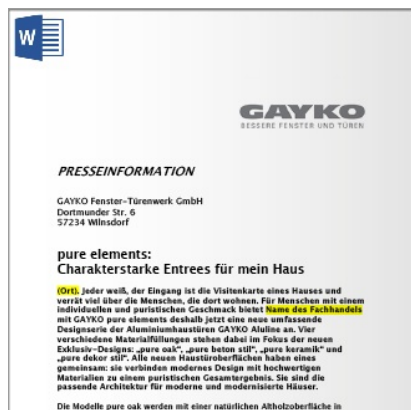 W
GAYKO
BESSERE FENSTER UND TÜREN
PRESSEINFORMATION
GAYKO Fenster-Türenwerk GmbH
Dortmunder Str. 6
57234 Wilnsdorf
pure elements:
Charakterstarke Entrees für mein Haus
(Ort). Jeder weiß, der Eingang ist die Visitenkarte eines Hauses und
verrät viel über die Menschen, die dort wohnen. Für Menschen mit einem
individuellen und puristischen Geschmack bietet Name des Fachhandels
mit GAYKO pure elements deshalb jetzt eine neue umfassende
Designserie der Aluminiumhaustüren GAYKO Aluline an. Vier
verschiedene Materialfüllungen stehen dabei im Fokus der neuen
Exklusiv-Designs: „pure oak“, „pure beton stil“, „pure keramik“ und
„pure dekor stil“. Alle neuen Haustüroberflächen haben eines
gemeinsam: sie verbinden modernes Design mit hochwertigen
Materialien zu einem puristischen Gesamtergebnis. Sie sind die
passende Architektur für moderne und modernisierte Häuser.
Die Modelle pure oak werden mit einer natürlichen Altholzoberfläche in